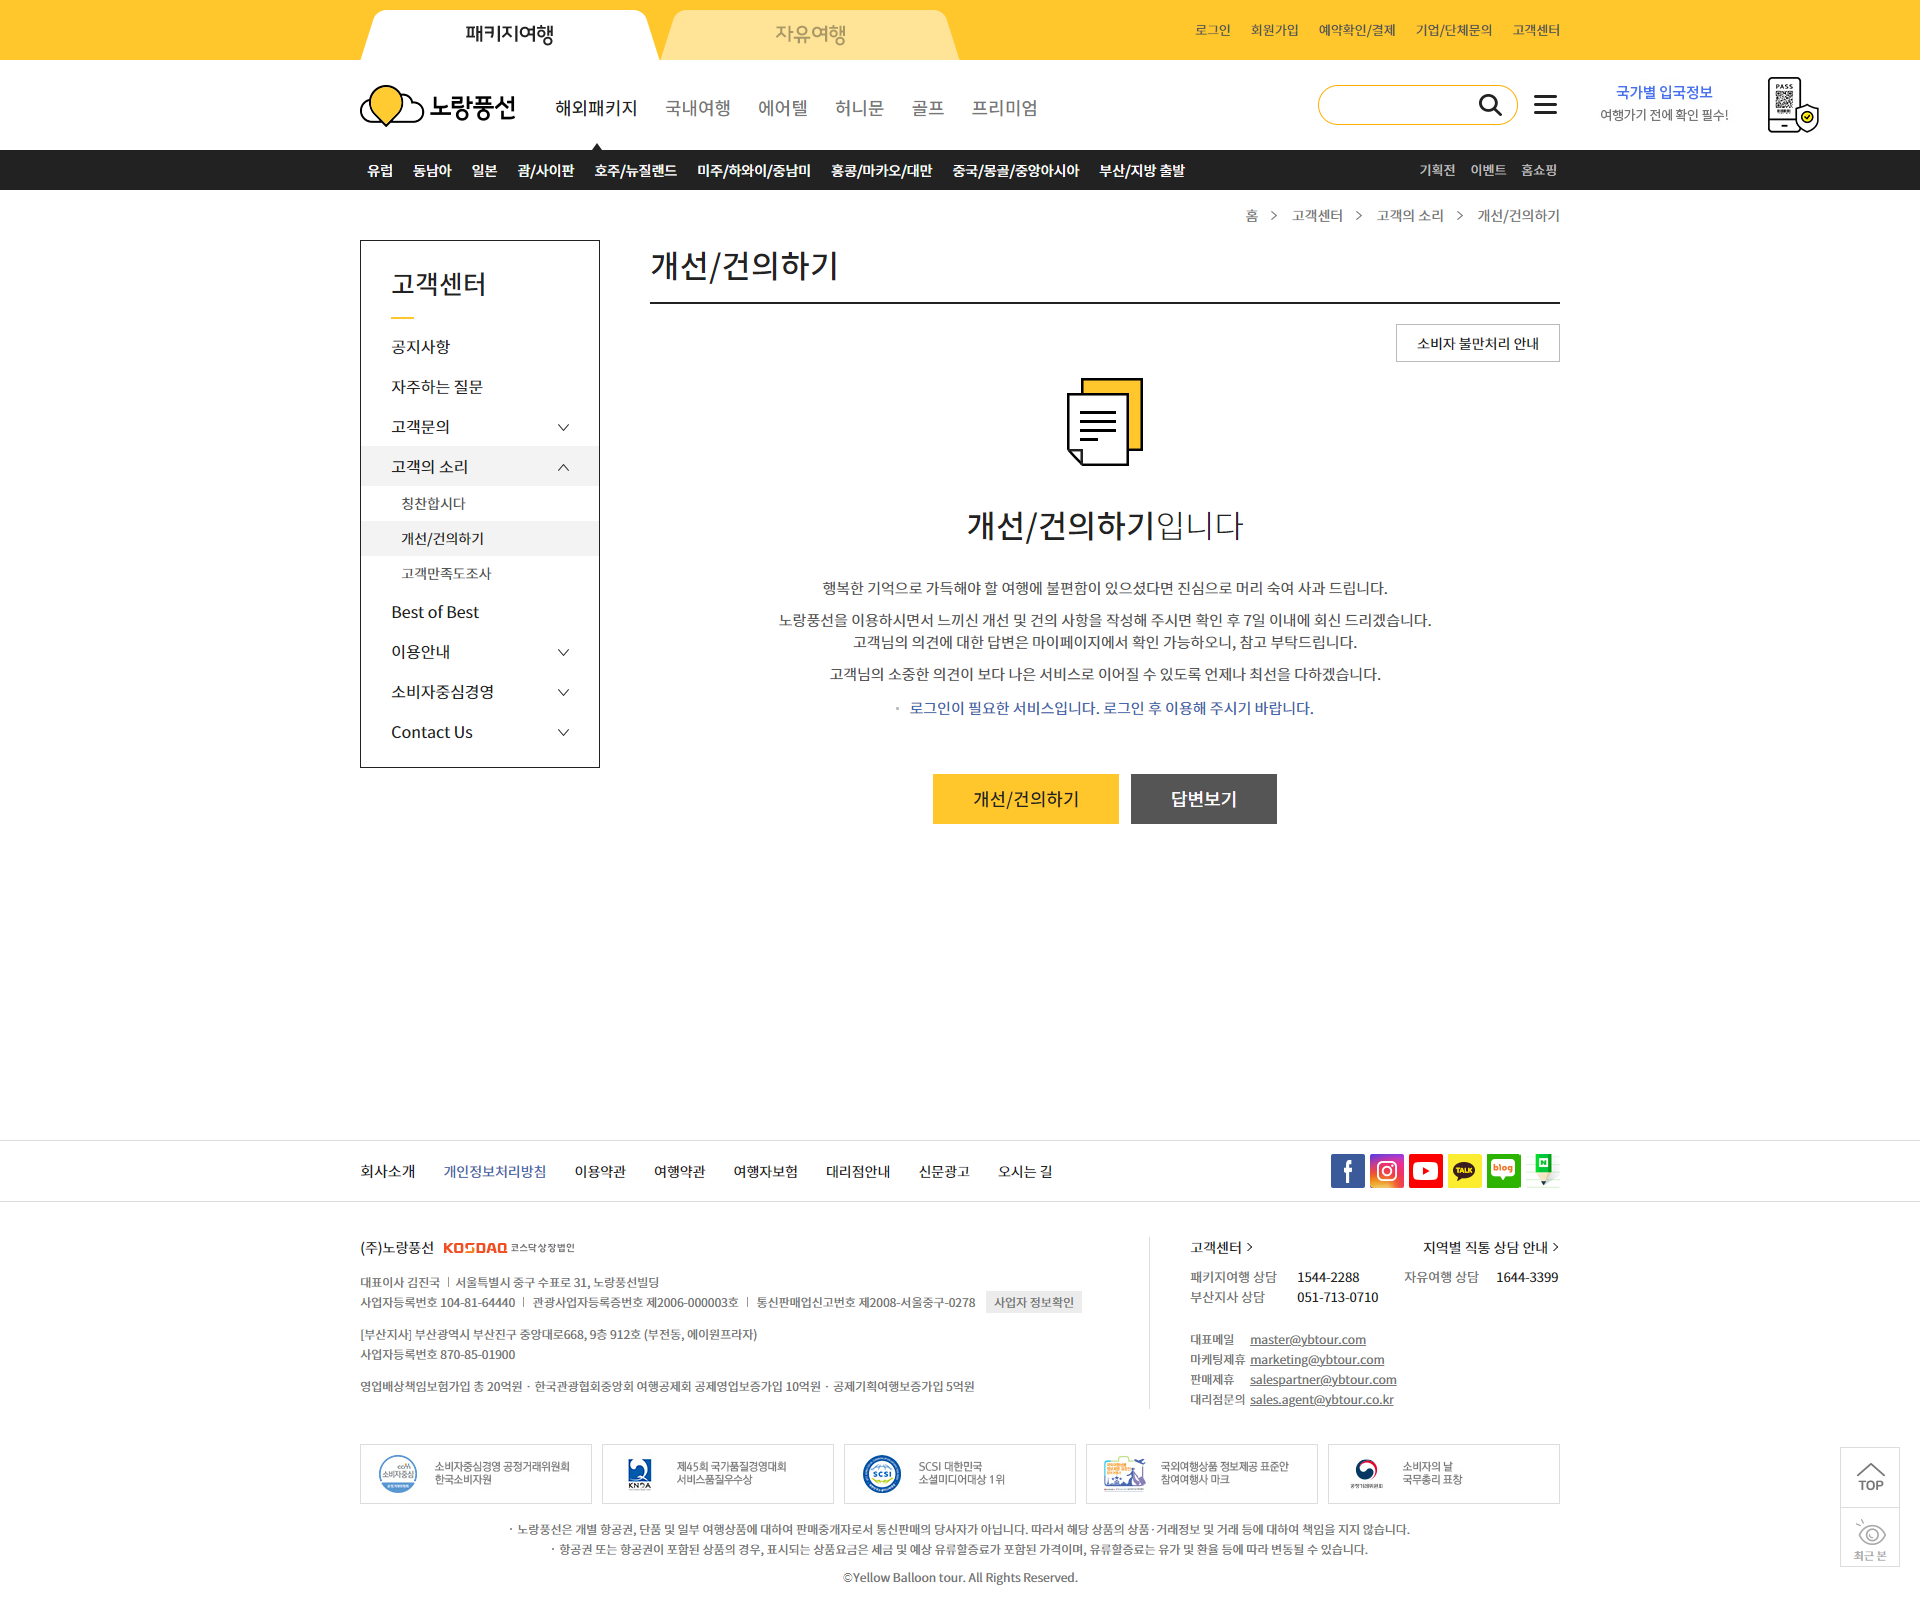 패키지여행
자유여행
로그인 회원가입 예약확인/결제 기업/단체문의 고객센터
노랑풍선
해외패키지 국내여행 에어텔 허니문 골프 프리미엄
국가별 입국정보
여행가기 전에 확인 필수!
PASS
유럽 동남아 일본 괌/사이판 호주/뉴질랜드 미주/하와이/중남미 홍콩/마카오/대만 중국/몽골/중앙아시아 부산/지방 출발 기획전 이벤트 홈쇼핑
홈 > 고객센터 > 고객의 소리 > 개선/건의하기
고객센터
공지사항
자주하는 질문
고객문의
고객의 소리
칭찬합시다
개선/건의하기
고객만족도조사
Best of Best
이용안내
소비자중심경영
Contact Us
개선/건의하기
소비자 불만처리 안내
개선/건의하기입니다
행복한 기억으로 가득해야 할 여행에 불편함이 있으셨다면 진심으로 머리 숙여 사과 드립니다.
노랑풍선을 이용하시면서 느끼신 개선 및 건의 사항을 작성해 주시면 확인 후 7일 이내에 회신 드리겠습니다.
고객님의 의견에 대한 답변은 마이페이지에서 확인 가능하오니, 참고 부탁드립니다.
고객님의 소중한 의견이 보다 나은 서비스로 이어질 수 있도록 언제나 최선을 다하겠습니다.
로그인이 필요한 서비스입니다. 로그인 후 이용해 주시기 바랍니다.
개선/건의하기 답변보기
회사소개 개인정보처리방침 이용약관 여행약관 여행자보험 대리점안내 신문광고 오시는 길
TALK
blog
N
(주)노랑풍선 KOSDAQ 코스닥상장법인
대표이사 김진국 | 서울특별시 중구 수표로 31, 노랑풍선빌딩
사업자등록번호 104-81-64440 | 관광사업자등록증번호 제2006-000003호 | 통신판매업신고번호 제2008-서울중구-0278 사업자 정보확인
[부산지사] 부산광역시 부산진구 중앙대로668, 9층 912호 (부전동, 에이원프라자)
사업자등록번호 870-85-01900
영업배상책임보험가입 총 20억원 · 한국관광협회중앙회 여행공제회 공제영업보증가입 10억원 · 공제기획여행보증가입 5억원
고객센터 > 지역별 직통 상담 안내 >
패키지여행 상담 1544-2288 자유여행 상담 1644-3399
부산지사 상담 051-713-0710
대표메일 master@ybtour.com
마케팅제휴 marketing@ybtour.com
판매제휴 salespartner@ybtour.com
대리점문의 sales.agent@ybtour.co.kr
ccm
소비자중심
소비자중심경영 공정거래위원회
한국소비자원
KNQA
제45회 국가품질경영대회
서비스품질우수상
SCSI
SCSI 대한민국
소셜미디어대상 1위
국외여행상품 정보제공 표준안
참여여행사 마크
공정거래위원회
소비자의 날
국무총리 표창
· 노랑풍선은 개별 항공권, 단품 및 일부 여행상품에 대하여 판매중개자로서 통신판매의 당사자가 아닙니다. 따라서 해당 상품의 상품·거래정보 및 거래 등에 대하여 책임을 지지 않습니다.
· 항공권 또는 항공권이 포함된 상품의 경우, 표시되는 상품요금은 세금 및 예상 유류할증료가 포함된 가격이며, 유류할증료는 유가 및 환율 등에 따라 변동될 수 있습니다.
©Yellow Balloon tour. All Rights Reserved.
TOP
최근 본